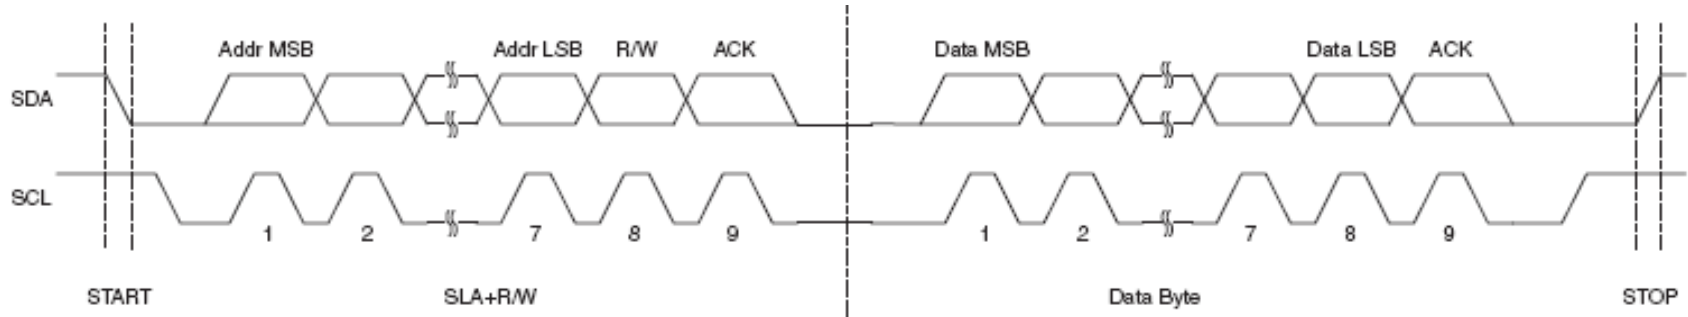 Addr MSB Addr LSB R/W ACK Data MSB Data LSB ACK
SDA
SCL
1 2 7 8 9 1 2 7 8 9
START SLA+R/W Data Byte STOP